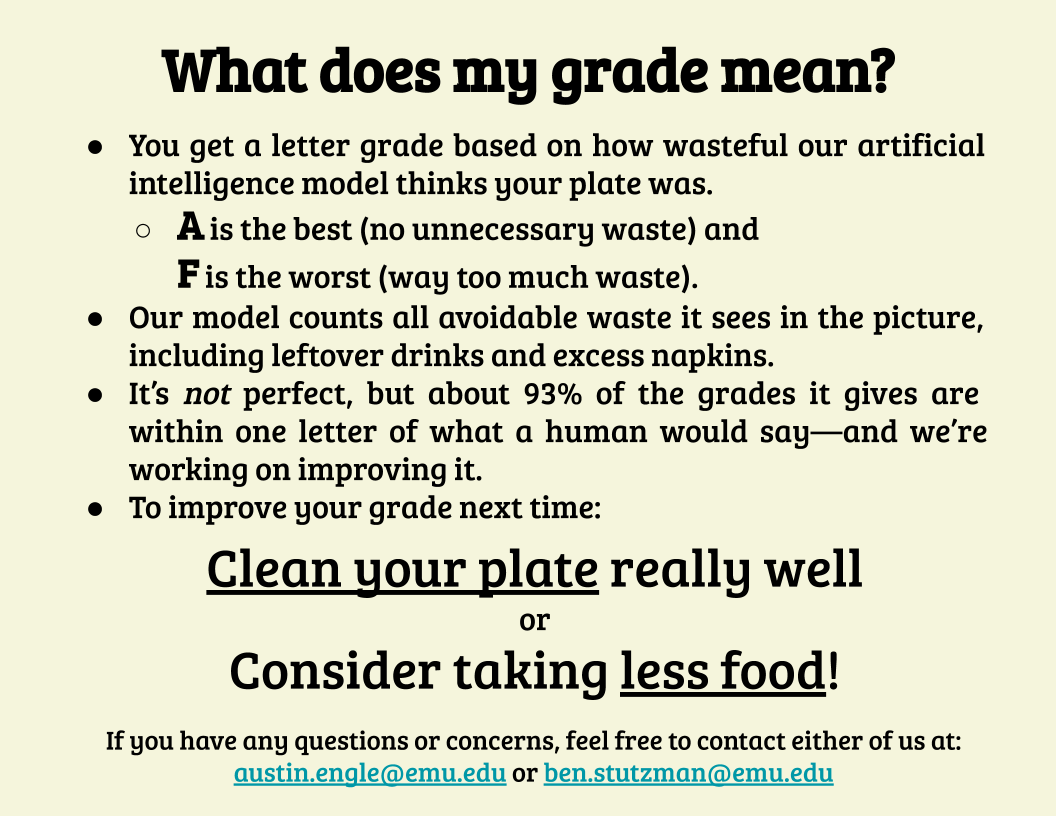 What does my grade mean?
● You get a letter grade based on how wasteful our artificial
intelligence model thinks your plate was.
○ A is the best (no unnecessary waste) and
F is the worst (way too much waste).
● Our model counts all avoidable waste it sees in the picture,
including leftover drinks and excess napkins.
● It’s not perfect, but about 93% of the grades it gives are
within one letter of what a human would say—and we’re
working on improving it.
● To improve your grade next time:
Clean your plate really well
or
Consider taking less food!
If you have any questions or concerns, feel free to contact either of us at:
austin.engle@emu.edu or ben.stutzman@emu.edu